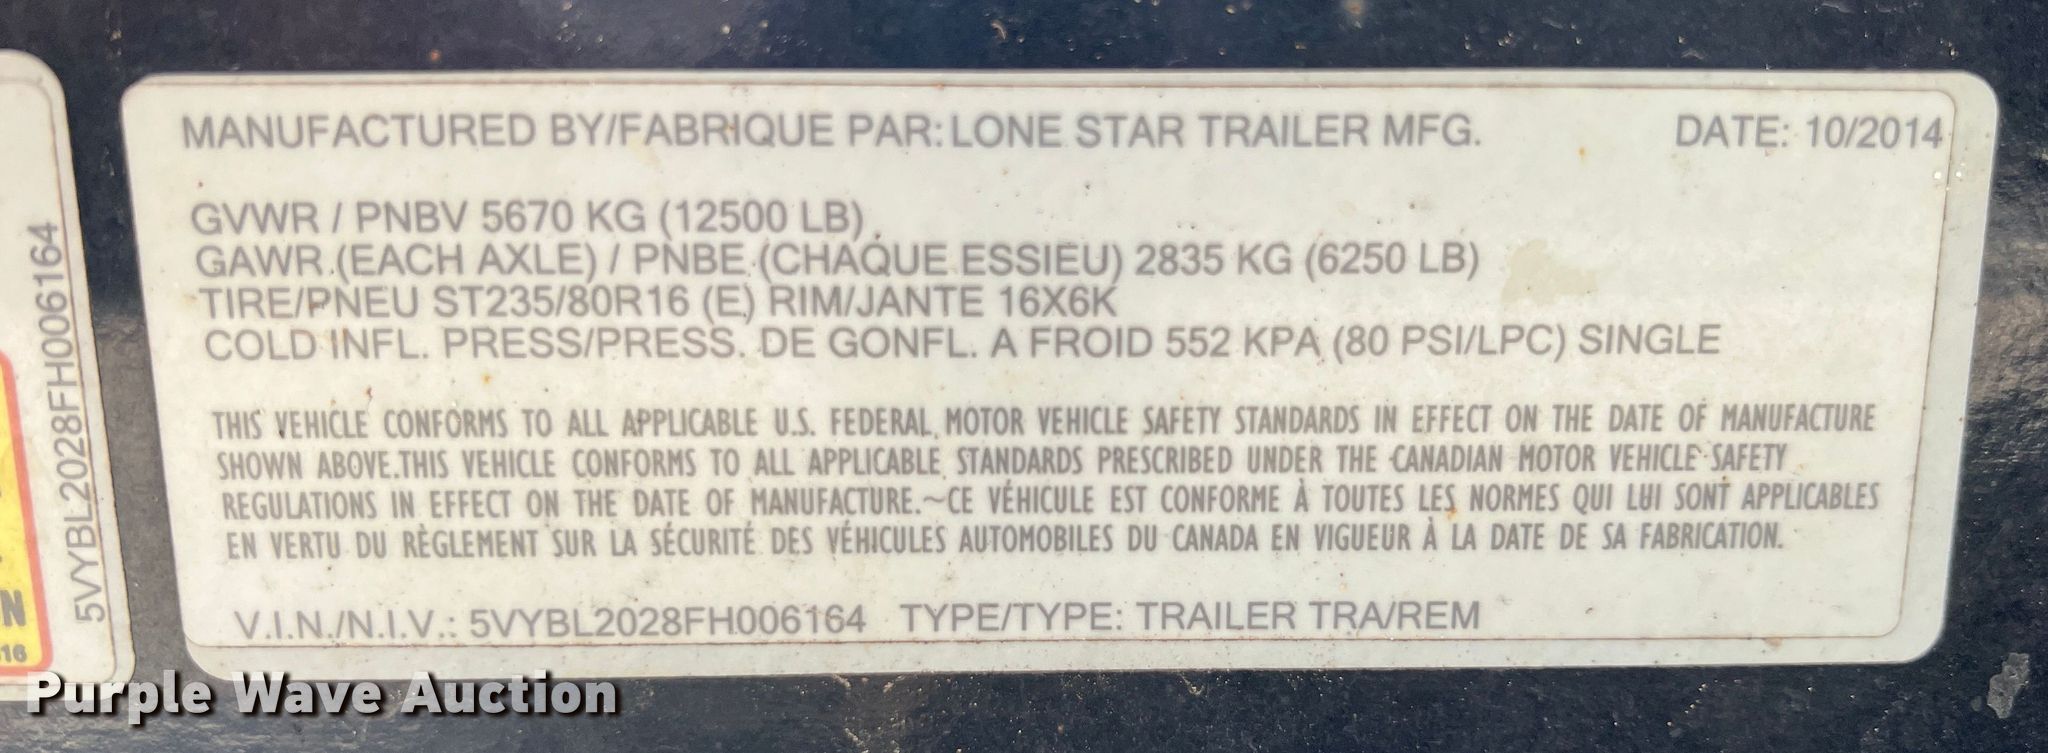 MANUFACTURED BY/FABRIQUE PAR: LONE STAR TRAILER MFG. DATE: 10/2014
GVWR / PNBV 5670 KG (12500 LB)
GAWR (EACH AXLE) / PNBE (CHAQUE ESSIEU) 2835 KG (6250 LB)
TIRE/PNEU ST235/80R16 (E) RIM/JANTE 16X6K
COLD INFL. PRESS/PRESS. DE GONFL. A FROID 552 KPA (80 PSI/LPC) SINGLE
THIS VEHICLE CONFORMS TO ALL APPLICABLE U.S. FEDERAL MOTOR VEHICLE SAFETY STANDARDS IN EFFECT ON THE DATE OF MANUFACTURE
SHOWN ABOVE.THIS VEHICLE CONFORMS TO ALL APPLICABLE STANDARDS PRESCRIBED UNDER THE CANADIAN MOTOR VEHICLE SAFETY
REGULATIONS IN EFFECT ON THE DATE OF MANUFACTURE.~CE VÉHICULE EST CONFORME À TOUTES LES NORMES QUI LUI SONT APPLICABLES
EN VERTU DU RÈGLEMENT SUR LA SÉCURITÉ DES VÉHICULES AUTOMOBILES DU CANADA EN VIGUEUR À LA DATE DE SA FABRICATION.
V.I.N./N.I.V.: 5VYBL2028FH006164 TYPE/TYPE: TRAILER TRA/REM
5VYBL2028FH006164
Purple Wave Auction